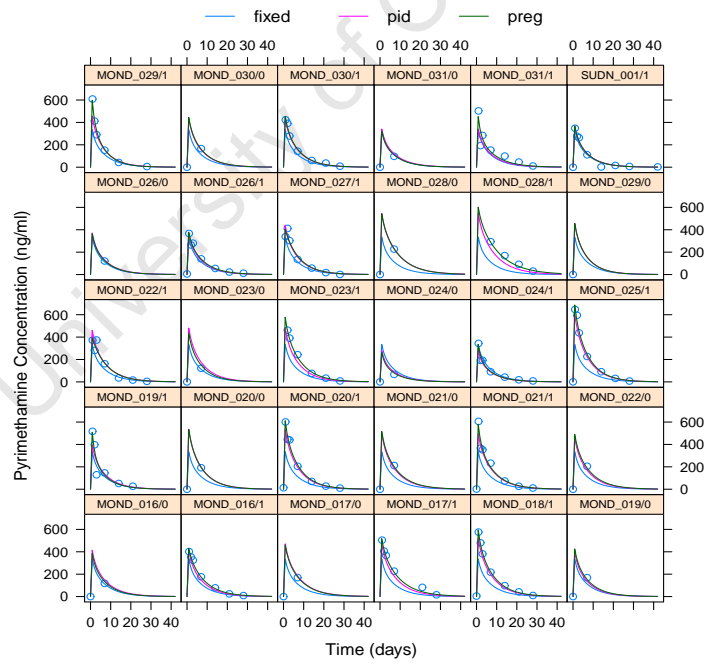 fixed pid preg
0 10 20 30 40 0 10 20 30 40 0 10 20 30 40
MOND_029/1 MOND_030/0 MOND_030/1 MOND_031/0 MOND_031/1 SUDN_001/1
600
400
200
0
MOND_026/0 MOND_026/1 MOND_027/1 MOND_028/0 MOND_028/1 MOND_029/0
600
400
200
0
MOND_022/1 MOND_023/0 MOND_023/1 MOND_024/0 MOND_024/1 MOND_025/1
600
400
200
0
MOND_019/1 MOND_020/0 MOND_020/1 MOND_021/0 MOND_021/1 MOND_022/0
600
400
200
0
MOND_016/0 MOND_016/1 MOND_017/0 MOND_017/1 MOND_018/1 MOND_019/0
600
400
200
0
0 10 20 30 40 0 10 20 30 40 0 10 20 30 40
Time (days)
Pyrimethamine Concentration (ng/ml)
University of C